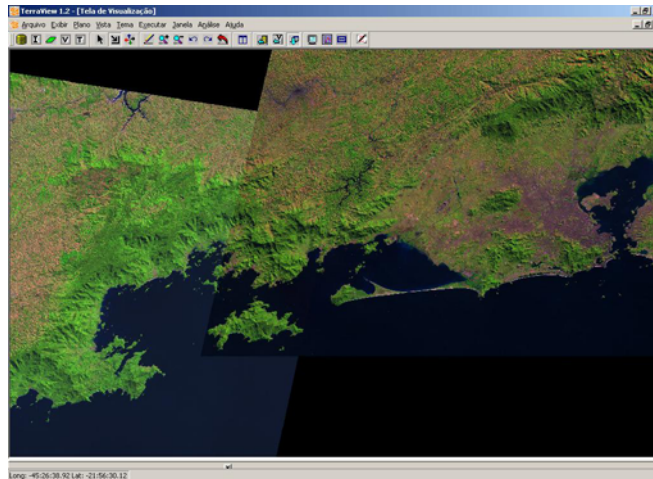 TerraView 1.2 - [Tela de Visualização]
Arquivo Exibir Plano Vista Tema Executar Janela Análise Ajuda
I V T
Long: -45:26:38.92 Lat: -21:56:30.12